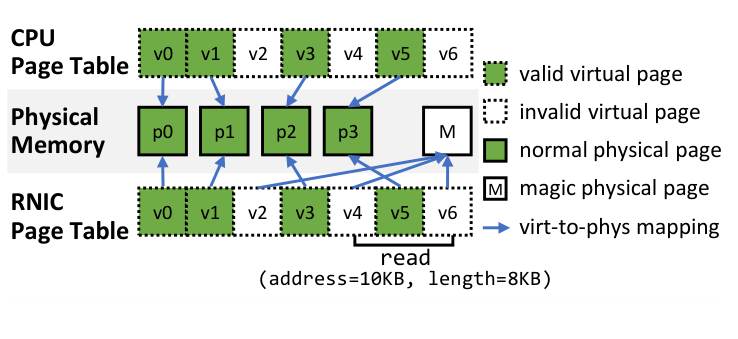 CPU
Page Table
v0 v1 v2 v3 v4 v5 v6
Physical
Memory
p0 p1 p2 p3 M
RNIC
Page Table
v0 v1 v2 v3 v4 v5 v6
read
(address=10KB, length=8KB)
valid virtual page
invalid virtual page
normal physical page
M magic physical page
virt-to-phys mapping